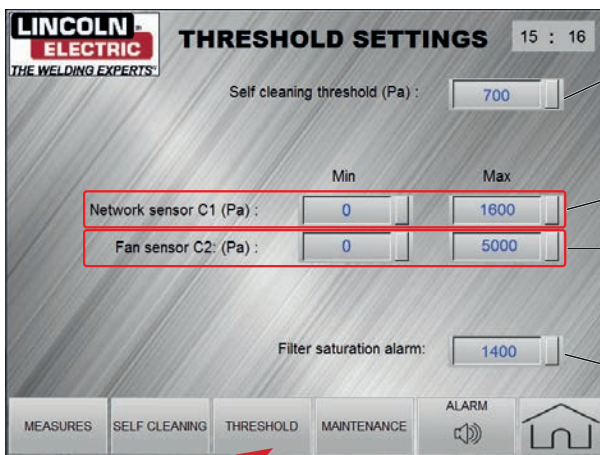 LINCOLN
ELECTRIC
THE WELDING EXPERTS®
THRESHOLD SETTINGS
15 : 16
Self cleaning threshold (Pa) : 700
Min Max
Network sensor C1 (Pa) : 0 1600
Fan sensor C2: (Pa) : 0 5000
Filter saturation alarm: 1400
MEASURES SELF CLEANING THRESHOLD MAINTENANCE ALARM